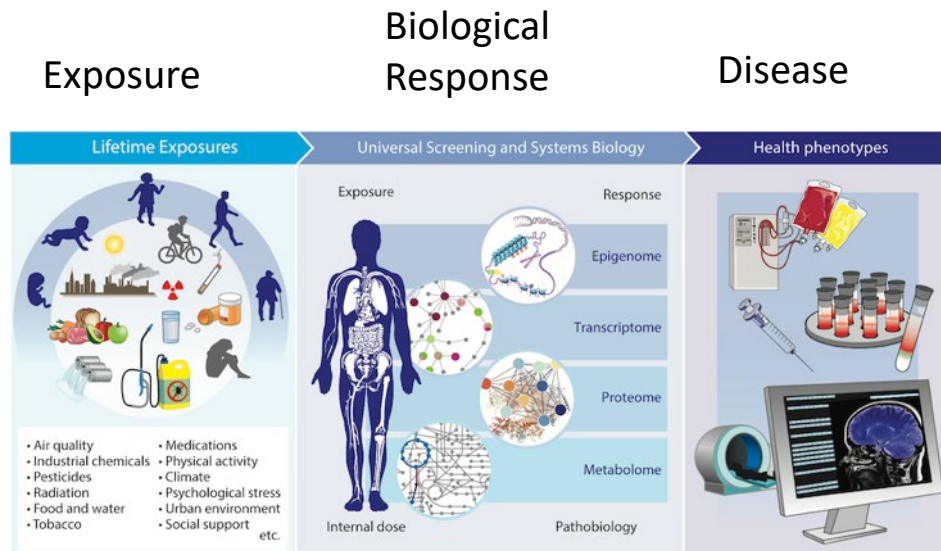 Exposure
Biological
Response
Disease
Lifetime Exposures
Universal Screening and Systems Biology
Health phenotypes
Exposure
Response
Epigenome
Transcriptome
Proteome
Metabolome
Internal dose
Pathobiology
• Air quality
• Industrial chemicals
• Pesticides
• Radiation
• Food and water
• Tobacco
• Medications
• Physical activity
• Climate
• Psychological stress
• Urban environment
• Social support
etc.